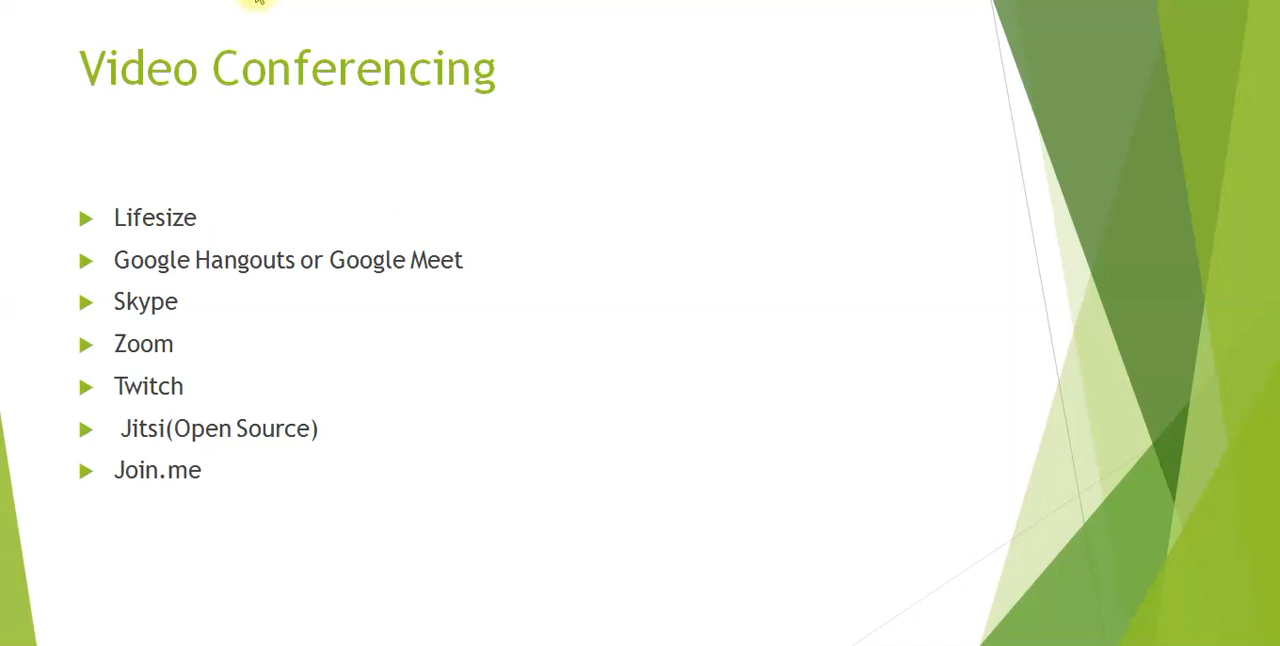 Video Conferencing
Lifesize
Google Hangouts or Google Meet
Skype
Zoom
Twitch
Jitsi(Open Source)
Join.me